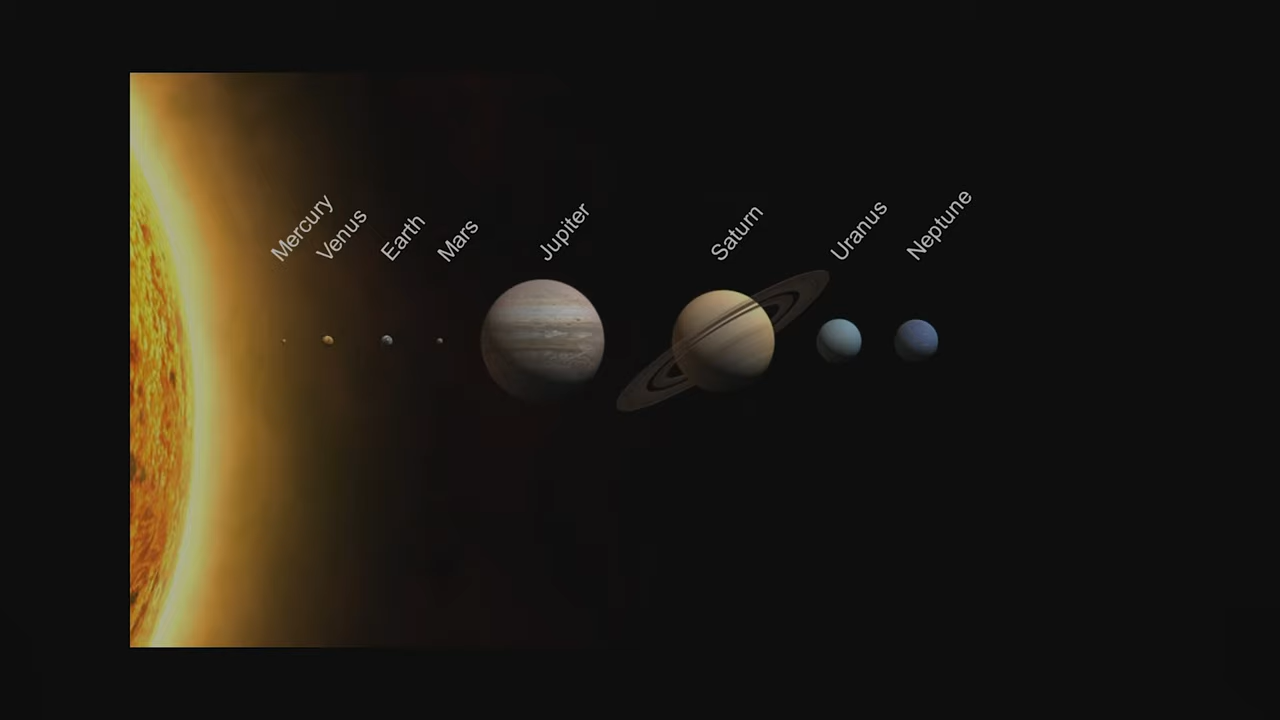 Mercury
Venus
Earth
Mars
Jupiter
Saturn
Uranus
Neptune